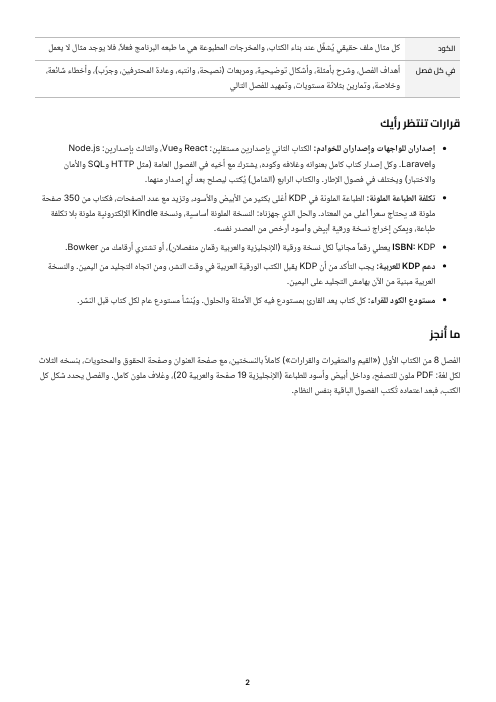 الكود
كل مثال ملف حقيقي يُشغَّل عند بناء الكتاب، والمخرجات المطبوعة هي ما طبعه البرنامج فعلاً، فلا يوجد مثال لا يعمل
في كل فصل
أهداف الفصل، وشرح بأمثلة، وأشكال توضيحية، ومربعات (نصيحة، وانتبه، وعادة المحترفين، وجرّب)، وأخطاء شائعة،
وخلاصة، وتمارين بثلاثة مستويات، وتمهيد للفصل التالي
قرارات تنتظر رأيك
• إصداران للواجهات وإصداران للخوادم: الكتاب الثاني بإصدارين مستقلين: React وVue، والثالث بإصدارين: Node.js
وLaravel. وكل إصدار كتاب كامل بعنوانه وغلافه وكوده، يشترك مع أخيه في الفصول العامة (مثل HTTP وSQL والأمان
والاختبار) ويختلف في فصول الإطار. والكتاب الرابع (الشامل) يُكتب ليصلح بعد أي إصدار منهما.
• تكلفة الطباعة الملونة: الطباعة الملونة في KDP أغلى بكثير من الأبيض والأسود، وتزيد مع عدد الصفحات، فكتاب من 350 صفحة
ملونة قد يحتاج سعراً أعلى من المعتاد. والحل الذي جهزناه: النسخة الملونة أساسية، ونسخة Kindle الإلكترونية ملونة بلا تكلفة
طباعة، ويمكن إخراج نسخة ورقية أبيض وأسود أرخص من المصدر نفسه.
• ISBN: KDP يعطي رقماً مجانياً لكل نسخة ورقية (الإنجليزية والعربية رقمان منفصلان)، أو تشتري أرقامك من Bowker.
• دعم KDP للعربية: يجب التأكد من أن KDP يقبل الكتب الورقية العربية في وقت النشر، ومن اتجاه التجليد من اليمين. والنسخة
العربية مبنية من الآن بهامش التجليد على اليمين.
• مستودع الكود للقراء: كل كتاب يعد القارئ بمستودع فيه كل الأمثلة والحلول. ويُنشأ مستودع عام لكل كتاب قبل النشر.
ما أُنجز
الفصل 8 من الكتاب الأول («القيم والمتغيرات والقرارات») كاملاً بالنسختين، مع صفحة العنوان وصفحة الحقوق والمحتويات، بنسخه الثلاث
لكل لغة: PDF ملون للتصفح، وداخل أبيض وأسود للطباعة (الإنجليزية 19 صفحة والعربية 20)، وغلاف ملون كامل. والفصل يحدد شكل كل
الكتب، فبعد اعتماده تُكتب الفصول الباقية بنفس النظام.
2